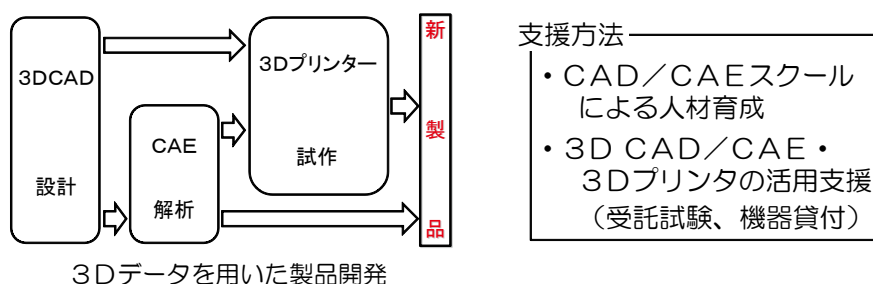 3DCAD
設計
CAE
解析
3Dプリンター
試作
新
製
品
3Dデータを用いた製品開発
支援方法
・CAD／CAEスクール
による人材育成
・3D CAD／CAE・
3Dプリンタの活用支援
（受託試験、機器貸付）